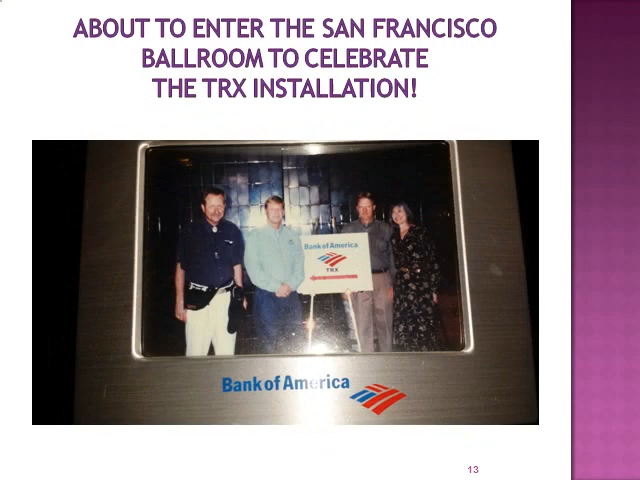 ABOUT TO ENTER THE SAN FRANCISCO
BALLROOM TO CELEBRATE
THE TRX INSTALLATION!
Bank of America
TRX
Bank of America
13